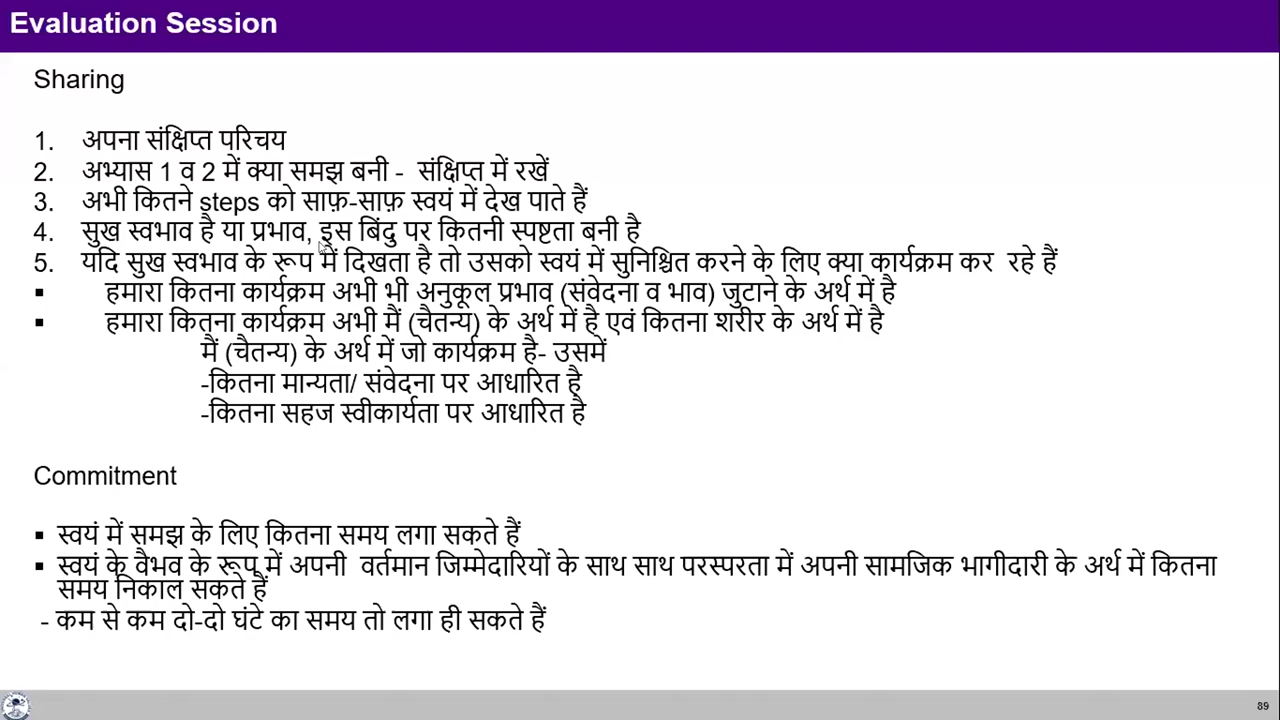 Evaluation Session
Sharing
1. अपना संक्षिप्त परिचय
2. अभ्यास 1 व 2 में क्या समझ बनी - संक्षिप्त में रखें
3. अभी कितने steps को साफ़-साफ़ स्वयं में देख पाते हैं
4. सुख स्वभाव है या प्रभाव, इस बिंदु पर कितनी स्पष्टता बनी है
5. यदि सुख स्वभाव के रूप में दिखता है तो उसको स्वयं में सुनिश्चित करने के लिए क्या कार्यक्रम कर रहे हैं
▪ हमारा कितना कार्यक्रम अभी भी अनुकूल प्रभाव (संवेदना व भाव) जुटाने के अर्थ में है
▪ हमारा कितना कार्यक्रम अभी मैं (चैतन्य) के अर्थ में है एवं कितना शरीर के अर्थ में है
मैं (चैतन्य) के अर्थ में जो कार्यक्रम है- उसमें
-कितना मान्यता/ संवेदना पर आधारित है
-कितना सहज स्वीकार्यता पर आधारित है
Commitment
▪ स्वयं में समझ के लिए कितना समय लगा सकते हैं
▪ स्वयं के वैभव के रूप में अपनी वर्तमान जिम्मेदारियों के साथ साथ परस्परता में अपनी सामजिक भागीदारी के अर्थ में कितना
समय निकाल सकते हैं
- कम से कम दो-दो घंटे का समय तो लगा ही सकते हैं
89